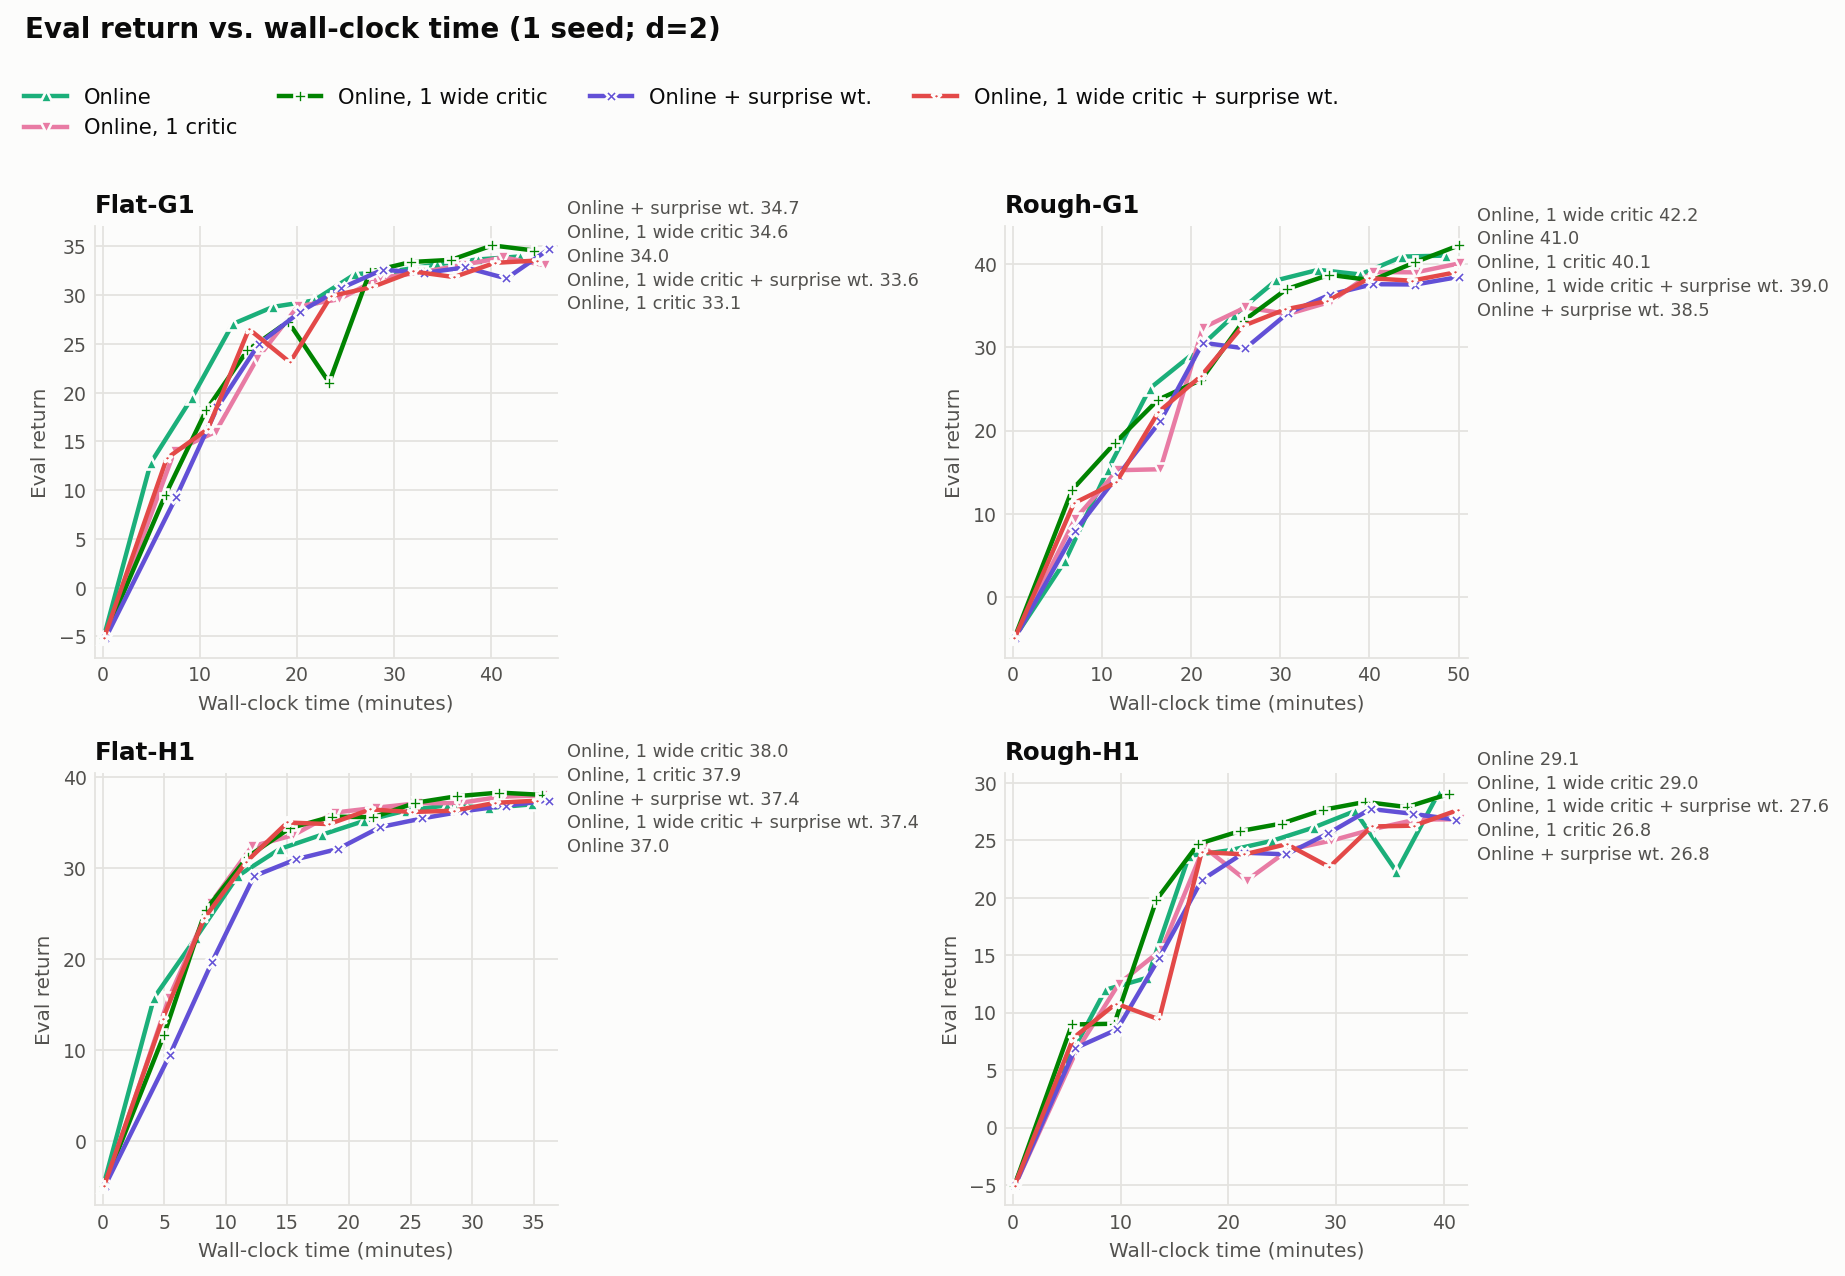 Eval return vs. wall-clock time (1 seed; d=2)
Online
Online, 1 wide critic
Online + surprise wt.
Online, 1 wide critic + surprise wt.
Online, 1 critic
Flat-G1
Online + surprise wt. 34.7
Online, 1 wide critic 34.6
Online 34.0
Online, 1 wide critic + surprise wt. 33.6
Online, 1 critic 33.1
35
30
25
20
15
10
5
0
−5
Eval return
0 10 20 30 40
Wall-clock time (minutes)
Rough-G1
Online, 1 wide critic 42.2
Online 41.0
Online, 1 critic 40.1
Online, 1 wide critic + surprise wt. 39.0
Online + surprise wt. 38.5
40
30
20
10
0
Eval return
0 10 20 30 40 50
Wall-clock time (minutes)
Flat-H1
Online, 1 wide critic 38.0
Online, 1 critic 37.9
Online + surprise wt. 37.4
Online, 1 wide critic + surprise wt. 37.4
Online 37.0
40
30
20
10
0
Eval return
0 5 10 15 20 25 30 35
Wall-clock time (minutes)
Rough-H1
Online 29.1
Online, 1 wide critic 29.0
Online, 1 wide critic + surprise wt. 27.6
Online, 1 critic 26.8
Online + surprise wt. 26.8
30
25
20
15
10
5
0
−5
Eval return
0 10 20 30 40
Wall-clock time (minutes)